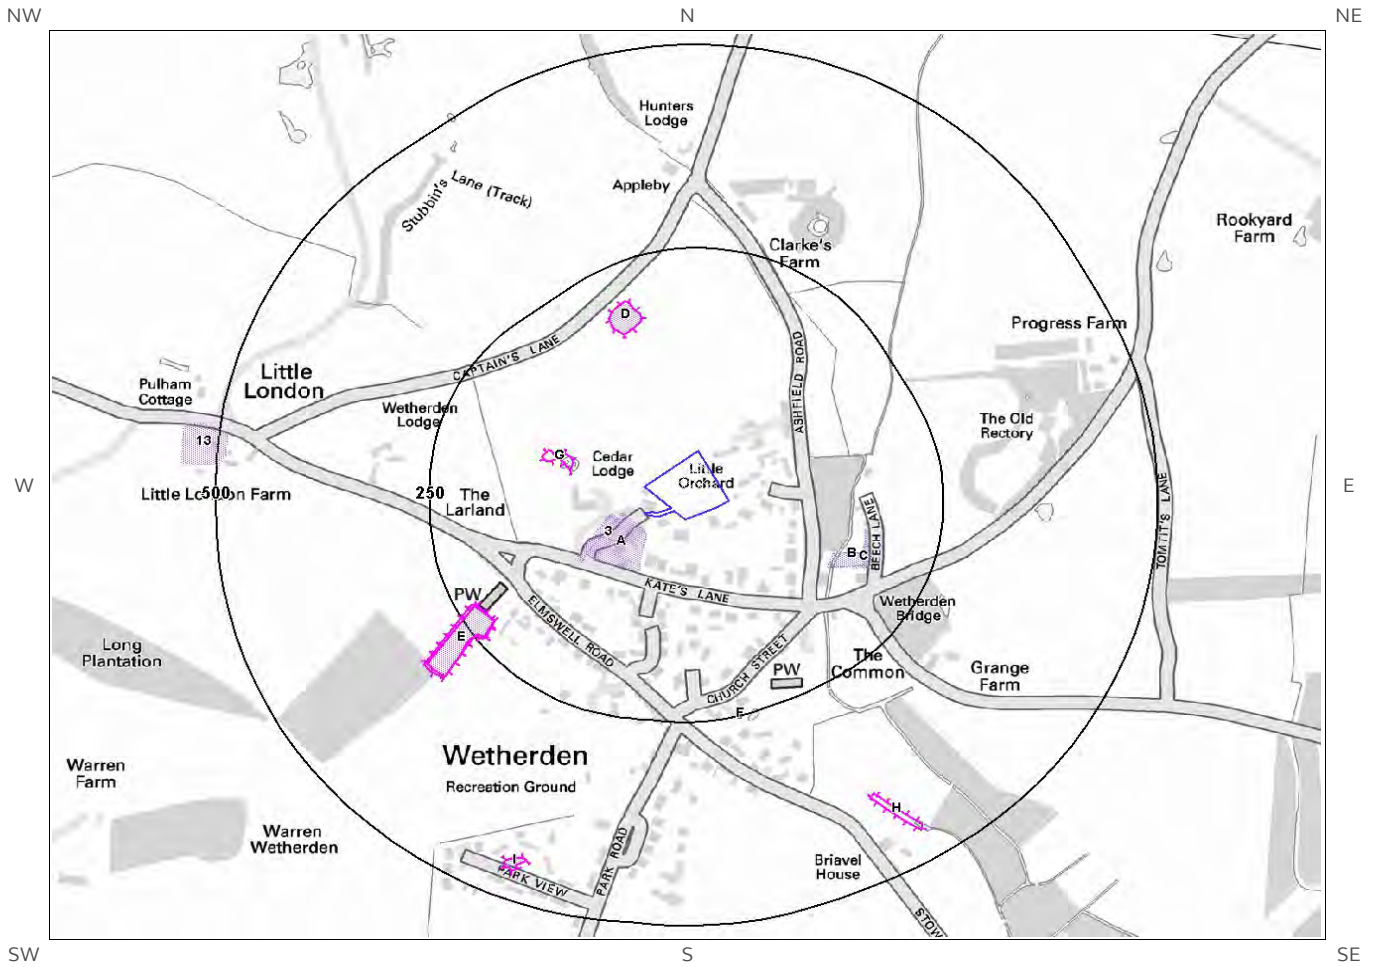 NW
N
NE
Hunters
Lodge
Appleby
Stubbin's
Lane (Track)
Clarke's
Farm
Rookyard
Farm
D
Progress Farm
CAPTAIN'S LANE
ASHFIELD ROAD
Little
London
Pulham
Cottage
Wetherden
Lodge
The Old
Rectory
13
G
Cedar
Lodge
Little
Orchard
W
E
Little London Farm
500
250
The
Larland
3
A
BEECH LANE
B
C
TOMTIT'S LANE
KATE'S LANE
PW
ELMSWELL ROAD
Wetherden
Bridge
E
Long
Plantation
CHURCH STREET
PW
The
Common
Grange
Farm
F
Wetherden
Recreation Ground
Warren
Farm
H
Warren
Wetherden
I
PARK VIEW
PARK ROAD
Briavel
House
STOW
SW
S
SE